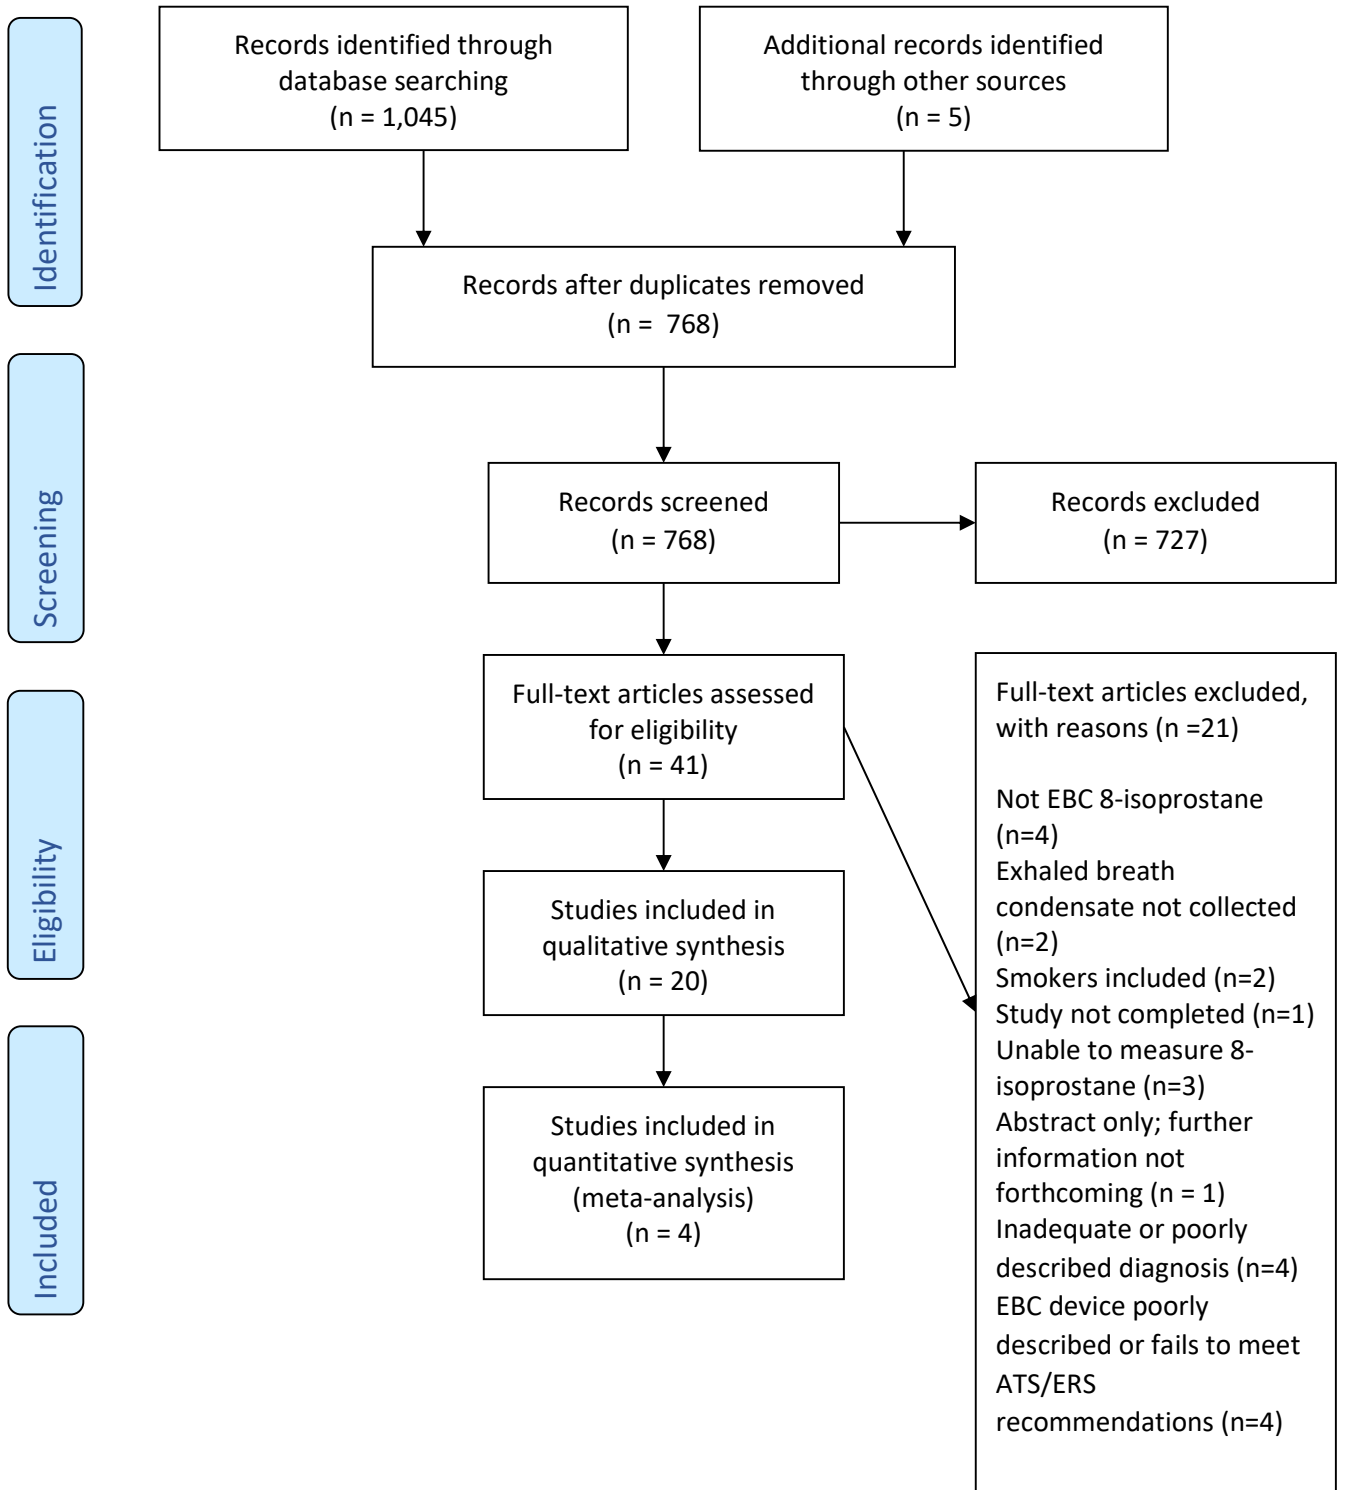 Identification
Records identified through
database searching
(n = 1,045)
Additional records identified
through other sources
(n = 5)
Records after duplicates removed
(n =  768)
Screening
Records screened
(n = 768)
Records excluded
(n = 727)
Eligibility
Full-text articles assessed
for eligibility
(n = 41)
Full-text articles excluded,
with reasons (n =21)
Not EBC 8-isoprostane
(n=4)
Exhaled breath
condensate not collected
(n=2)
Smokers included (n=2)
Study not completed (n=1)
Unable to measure 8-
isoprostane (n=3)
Abstract only; further
information not
forthcoming (n = 1)
Inadequate or poorly
described diagnosis (n=4)
EBC device poorly
described or fails to meet
ATS/ERS
recommendations (n=4)
Studies included in
qualitative synthesis
(n = 20)
Included
Studies included in
quantitative synthesis
(meta-analysis)
(n = 4)